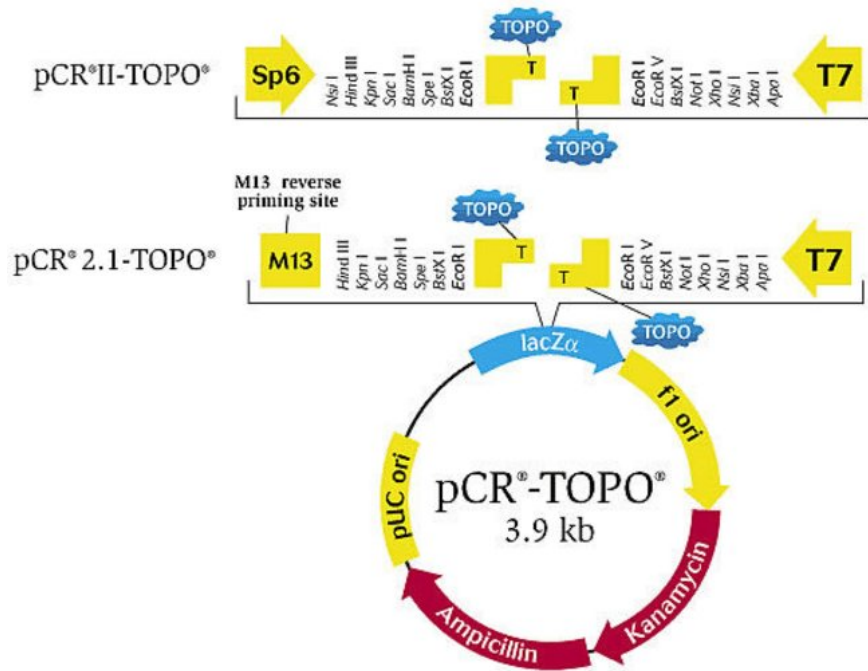 TOPO
pCR®II-TOPO®
Sp6
Nsi I
Hind III
Kpn I
Sac I
BamH I
Spe I
BstX I
EcoR I
T
T
EcoR I
EcoR V
BstX I
Not I
Xho I
Nsi I
Xba I
Apa I
T7
TOPO
M13 reverse
priming site
TOPO
pCR® 2.1-TOPO®
M13
Hind III
Kpn I
Sac I
BamH I
Spe I
BstX I
EcoR I
T
T
EcoR I
EcoR V
BstX I
Not I
Xho I
Nsi I
Xba I
Apa I
T7
TOPO
lacZα
f1 ori
pUC ori
pCR®-TOPO®
3.9 kb
Kanamycin
Ampicillin